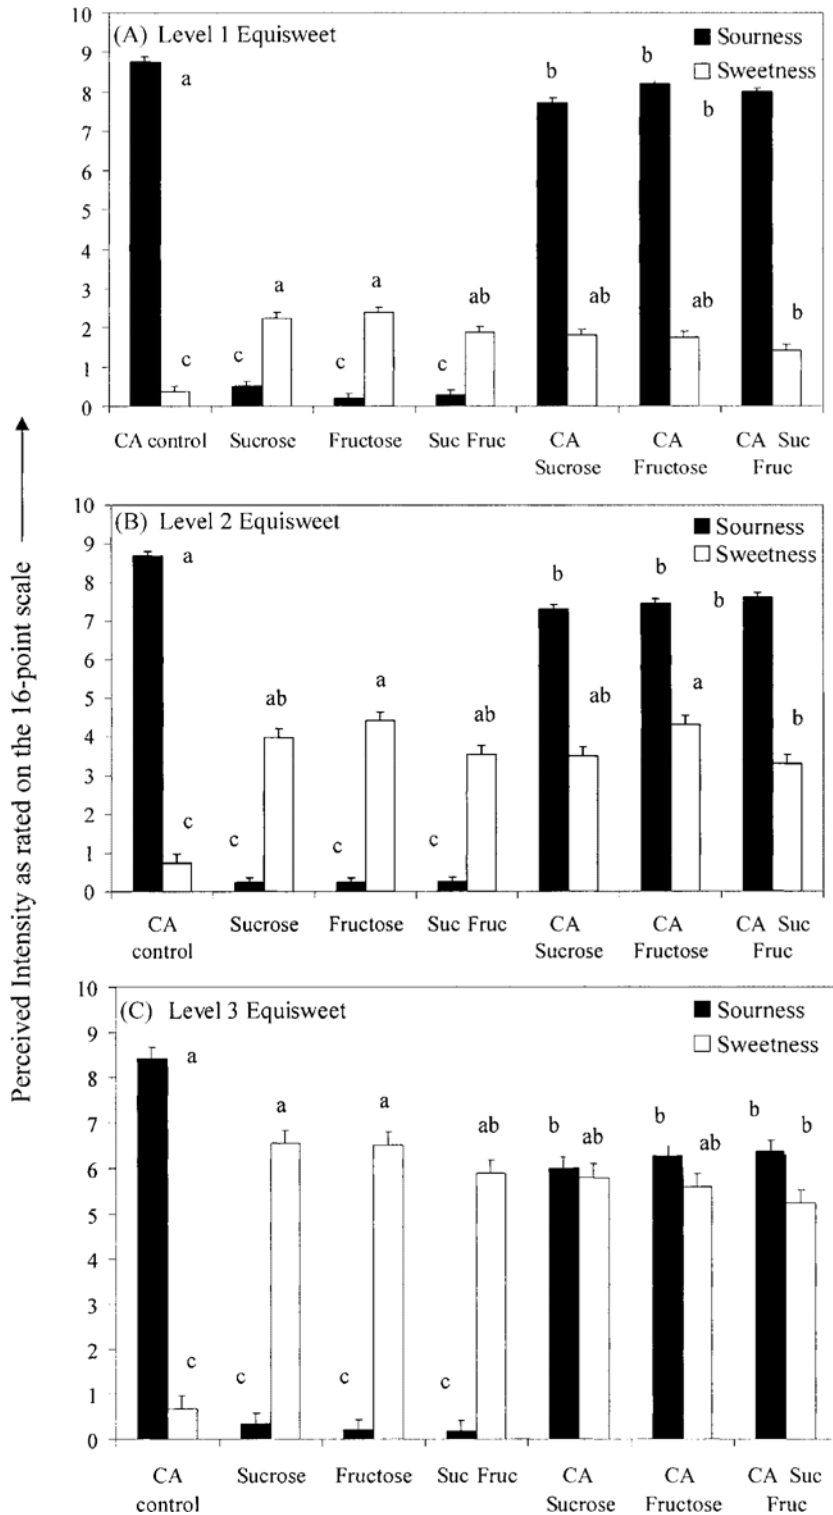 Perceived Intensity as rated on the 16-point scale
(A) Level 1 Equisweet
Sourness
Sweetness
10
9
8
7
6
5
4
3
2
1
0
a
c
c
a
c
a
c
ab
b
ab
b
ab
b
b
CA control Sucrose Fructose Suc Fruc CA CA CA Suc
Sucrose Fructose Fruc
(B) Level 2 Equisweet
Sourness
Sweetness
10
9
8
7
6
5
4
3
2
1
0
a
c
c
ab
c
a
c
ab
b
ab
b
a
b
b
CA Sucrose Fructose Suc Fruc CA CA CA Suc
control Sucrose Fructose Fruc
(C) Level 3 Equisweet
Sourness
Sweetness
10
9
8
7
6
5
4
3
2
1
0
a
c
c
a
c
a
c
ab
b
ab
b
ab
b
b
CA Sucrose Fructose Suc Fruc CA CA CA Suc
control Sucrose Fructose Fruc